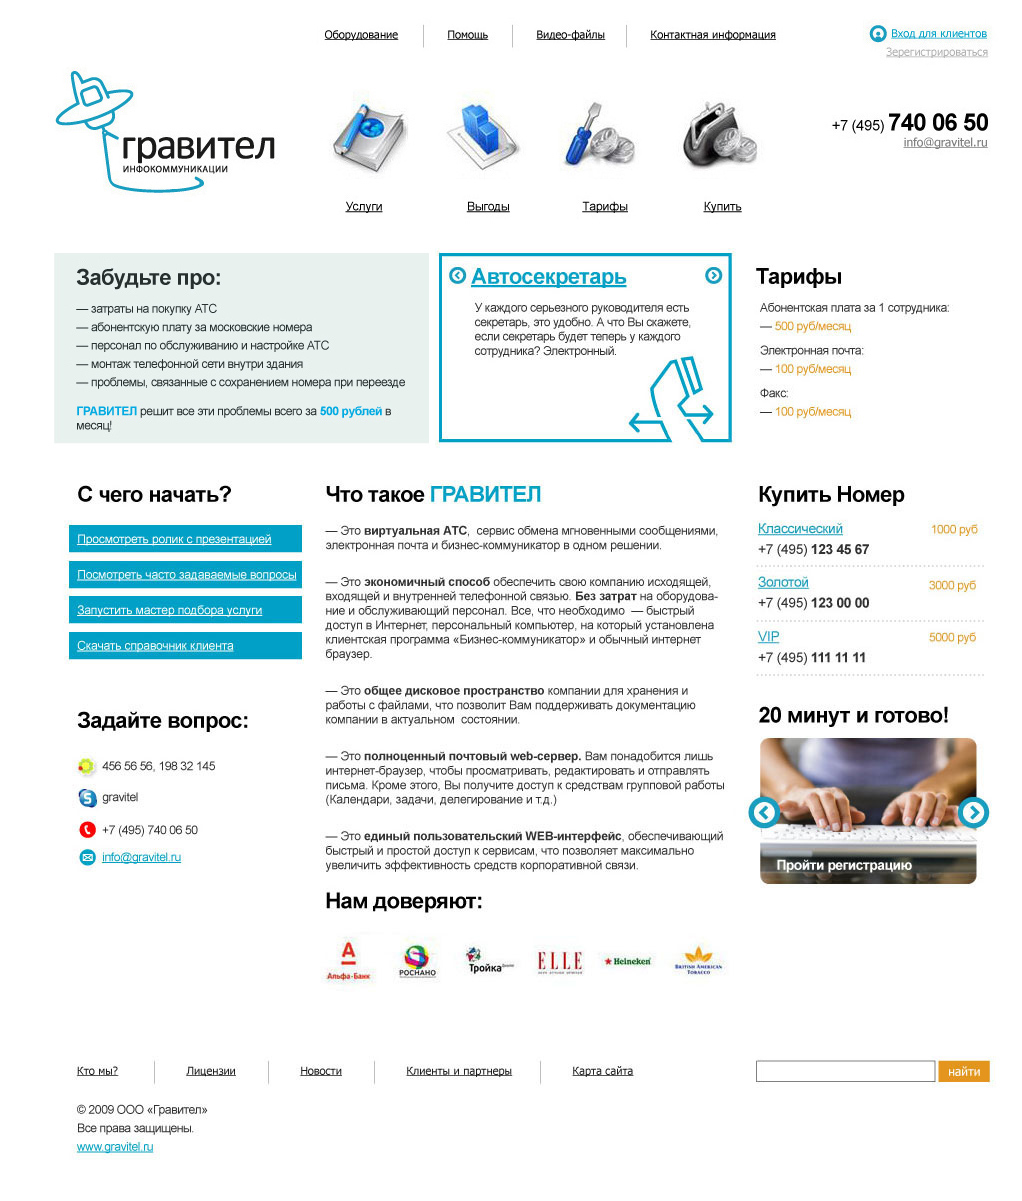 Оборудование
Помощь
Видео-файлы
Контактная информация
Вход для клиентов
Зерегистрироваться
гравител
ИНФОКОММУНИКАЦИИ
+7 (495) 740 06 50
info@gravitel.ru
Услуги
Выгоды
Тарифы
Купить
Забудьте про:
— затраты на покупку АТС
— абонентскую плату за московские номера
— персонал по обслуживанию и настройке АТС
— монтаж телефонной сети внутри здания
— проблемы, связанные с сохранением номера при переезде
ГРАВИТЕЛ решит все эти проблемы всего за 500 рублей в
месяц!
Автосекретарь
У каждого серьезного руководителя есть
секретарь, это удобно. А что Вы скажете,
если секретарь будет теперь у каждого
сотрудника? Электронный.
Тарифы
Абонентская плата за 1 сотрудника:
— 500 руб/месяц
Электронная почта:
— 100 руб/месяц
Факс:
— 100 руб/месяц
С чего начать?
Просмотреть ролик с презентацией
Посмотреть часто задаваемые вопросы
Запустить мастер подбора услуги
Скачать справочник клиента
Задайте вопрос:
456 56 56, 198 32 145
gravitel
+7 (495) 740 06 50
info@gravitel.ru
Что такое ГРАВИТЕЛ
— Это виртуальная АТС, сервис обмена мгновенными сообщениями,
электронная почта и бизнес-коммуникатор в одном решении.
— Это экономичный способ обеспечить свою компанию исходящей,
входящей и внутренней телефонной связью. Без затрат на оборудова-
ние и обслуживающий персонал. Все, что необходимо — быстрый
доступ в Интернет, персональный компьютер, на который установлена
клиентская программа «Бизнес-коммуникатор» и обычный интернет
браузер.
— Это общее дисковое пространство компании для хранения и
работы с файлами, что позволит Вам поддерживать документацию
компании в актуальном состоянии.
— Это полноценный почтовый web-сервер. Вам понадобится лишь
интернет-браузер, чтобы просматривать, редактировать и отправлять
письма. Кроме этого, Вы получите доступ к средствам групповой работы
(Календари, задачи, делегирование и т.д.)
— Это единый пользовательский WEB-интерфейс, обеспечивающий
быстрый и простой доступ к сервисам, что позволяет максимально
увеличить эффективность средств корпоративной связи.
Нам доверяют:
А
Альфа·Банк
РОСНАНО
Тройка
ELLE
Heineken
BRITISH AMERICAN
TOBACCO
Купить Номер
Классический
1000 руб
+7 (495) 123 45 67
Золотой
3000 руб
+7 (495) 123 00 00
VIP
5000 руб
+7 (495) 111 11 11
20 минут и готово!
Пройти регистрацию
Кто мы?
Лицензии
Новости
Клиенты и партнеры
Карта сайта
найти
© 2009 ООО «Гравител»
Все права защищены.
www.gravitel.ru